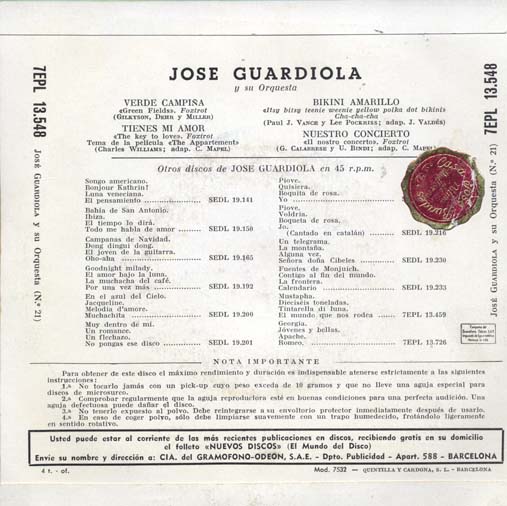 JOSE GUARDIOLA
y su Orquesta
VERDE CAMPIÑA
«Green Fields». Foxtrot
(GILKYSON, DEHR y MILLER)
TIENES MI AMOR
«The key to love». Foxtrot
Tema de la película «The Appartement»
(CHARLES WILLIAMS; adap. C. MAPEL)
BIKINI AMARILLO
«Itsy bitsy teenie weenie yellow polka dot bikini»
Cha-cha-cha
(PAUL J. VANCE y LEE POCKRISS; adap. J. VALDÉS)
NUESTRO CONCIERTO
«Il nostro concerto». Foxtrot
(G. CALABRESE y U. BINDI; adap. C. MAPEL)
7EPL 13.548
JOSÉ GUARDIOLA Y SU ORQUESTA (N.º 21)
7EPL 13.548
JOSÉ GUARDIOLA Y SU ORQUESTA (N.º 21)
Otros discos de JOSE GUARDIOLA en 45 r.p.m.
Songo americano.
Bonjour Kathrin!
Luna veneciana.
El pensamiento ... SEDL 19.141
Bahia de San Antonio.
Ibiza.
El tiempo lo dirá.
Todo me habla de amor ... SEDL 19.150
Campanas de Navidad.
Dong dingui dong.
El joven de la guitarra.
Oho-aha ... SEDL 19.165
Goodnight milady.
El amor bajo la luna.
La muchacha del café.
Por una vez más ... SEDL 19.192
En el azul del Cielo.
Jacqueline.
Melodía d'amore.
Muchachita ... SEDL 19.200
Muy dentro de mí.
Un romance.
Un flechazo.
No pongas ese disco ... SEDL 19.201
Piove.
Quisiera.
Boquita de rosa.
Yo
Piove.
Voldria.
Boqueta de rosa.
Jo.
(Cantado en catalán) ... SEDL 19.216
Un telegrama.
La montaña.
Alguna vez.
Señora doña Cibeles ... SEDL 19.230
Fuentes de Monjuich.
Contigo al fin del mundo.
La frontera.
Calendario ... SEDL 19.233
Mustapha.
Dieciseis toneladas.
Tintarella di luna.
El mundo que nos rodea ... 7EPL 13.459
Georgia.
Jóvenes y bellas.
Apache.
Romeo. ... 7EPL 13.726
NOTA IMPORTANTE
Para obtener de este disco el máximo rendimiento y duración es indispensable atenerse estrictamente a las siguientes
instrucciones:
1.ª No tocarlo jamás con un pick-up cuyo peso exceda de 10 gramos y que no lleve una aguja especial para
discos de microsurco.
2.ª Comprobar regularmente que la aguja reproductora esté en buenas condiciones para una perfecta audición. Una
aguja defectuosa puede dañar el disco.
3.ª No tenerlo expuesto al polvo. Debe reintegrarse a su envoltorio protector inmediatamente después de usarlo.
4.ª En caso de coger polvo, sólo debe limpiarse suavemente con un trapo humedecido, frotándolo ligeramente
en sentido rotativo.
Usted puede estar al corriente de las más recientes publicaciones en discos, recibiendo gratis en su domicilio
el folleto «NUEVOS DISCOS» (El Mundo del Disco)
Envíe su nombre y dirección a: CIA. del GRAMOFONO-ODEON, S.A.E. - Dpto. Publicidad - Apart. 588 - BARCELONA
4 t. - of.
Mod. 7532 — QUINTILLA Y CARDONA, S. L. - BARCELONA